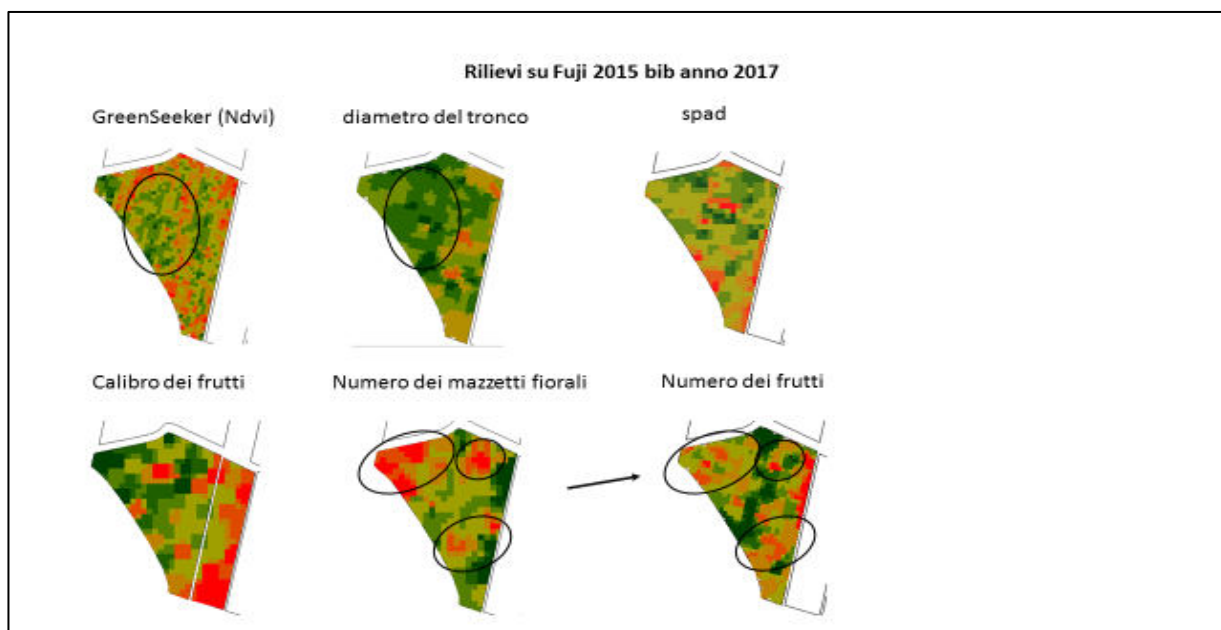 Rilievi su Fuji 2015 bib anno 2017
GreenSeeker (Ndvi)
diametro del tronco
spad
Calibro dei frutti
Numero dei mazzetti fiorali
Numero dei frutti